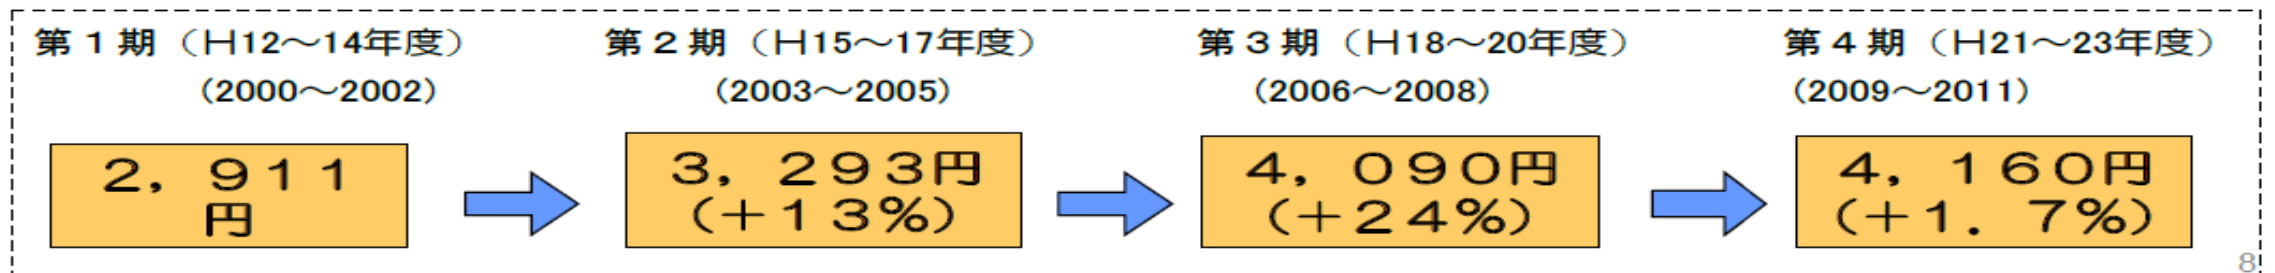 第１期（H12～14年度）
（2000～2002）
２，９１１
円
第２期（H15～17年度）
（2003～2005）
３，２９３円
（＋１３％）
第３期（H18～20年度）
（2006～2008）
４，０９０円
（＋２４％）
第４期（H21～23年度）
（2009～2011）
４，１６０円
（＋１．７％）
8